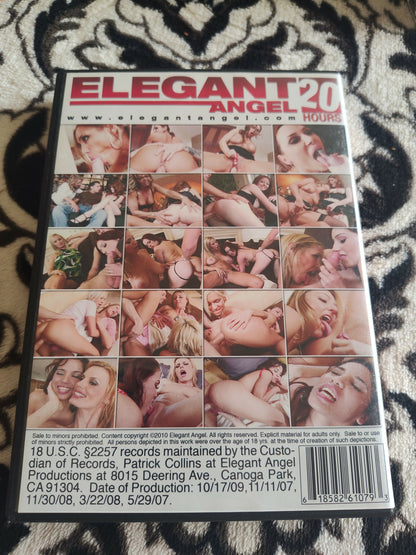 ELEGANT
ANGEL
20
HOURS
www.elegantangel.com
Sale to minors prohibited. Content copyright ©2010 Elegant Angel. All rights reserved. Explicit material for adults only. Sale to or use
of minors strictly prohibited. All persons depicted in this work were over the age of 18 yrs. at the time of creation of such depictions.
18 U.S.C. §2257 records maintained by the Custo-
dian of Records, Patrick Collins at Elegant Angel
Productions at 8015 Deering Ave., Canoga Park,
CA 91304. Date of Production: 10/17/09,11/11/07,
11/30/08, 3/22/08, 5/29/07.
6 18582 61079 3